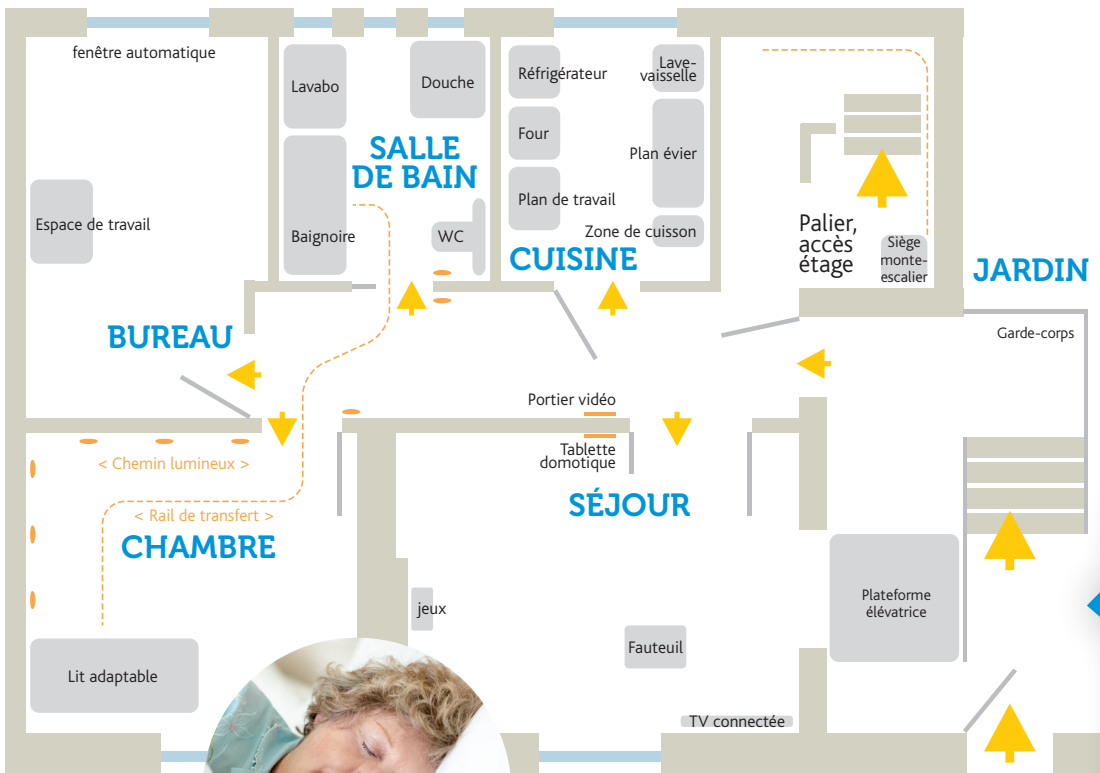 fenêtre automatique
Lavabo
Douche
Réfrigérateur
Lave-
vaisselle
Four
SALLE
DE BAIN
Plan évier
Plan de travail
Espace de travail
Baignoire
WC
Zone de cuisson
CUISINE
Palier,
accès
étage
Siège
monte-
escalier
JARDIN
BUREAU
Garde-corps
Portier vidéo
Tablette
domotique
< Chemin lumineux >
SÉJOUR
< Rail de transfert >
CHAMBRE
jeux
Plateforme
élévatrice
Fauteuil
Lit adaptable
TV connectée